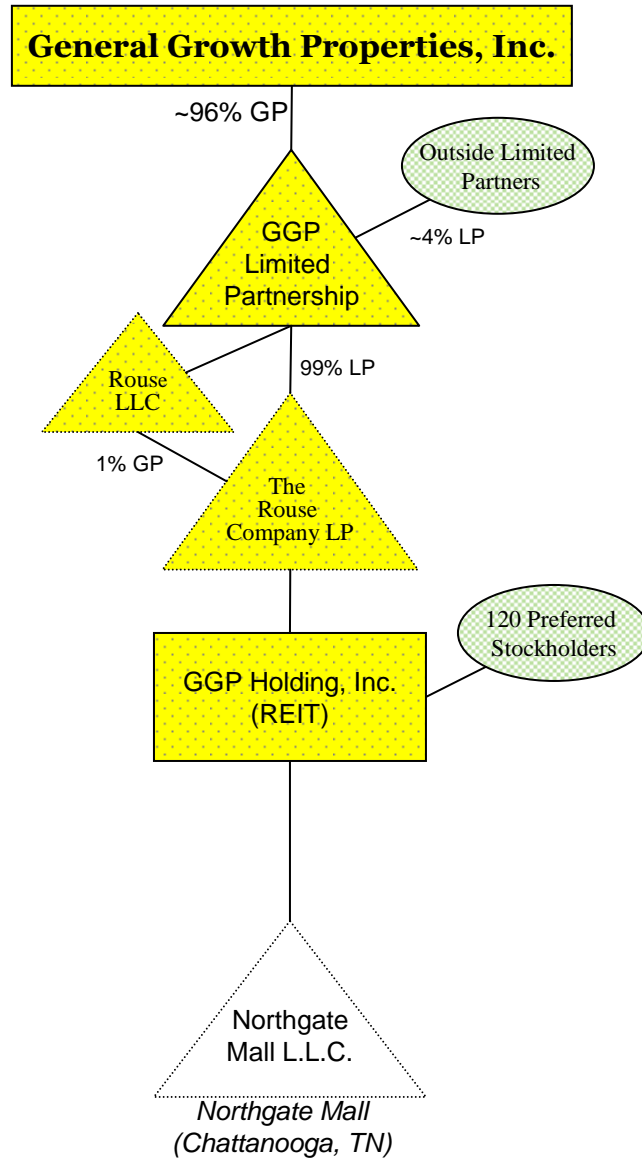 General Growth Properties, Inc.
~96% GP
Outside Limited
Partners
~4% LP
GGP
Limited
Partnership
99% LP
Rouse
LLC
1% GP
The
Rouse
Company LP
120 Preferred
Stockholders
GGP Holding, Inc.
(REIT)
Northgate
Mall L.L.C.
Northgate Mall
(Chattanooga, TN)